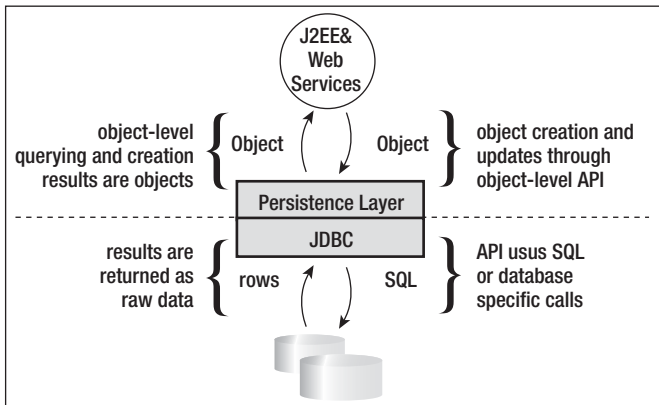 J2EE&
Web
Services
object-level
querying and creation
results are objects
Object
Object
object creation and
updates through
object-level API
Persistence Layer
JDBC
results are
returned as
raw data
rows
SQL
API usus SQL
or database
specific calls